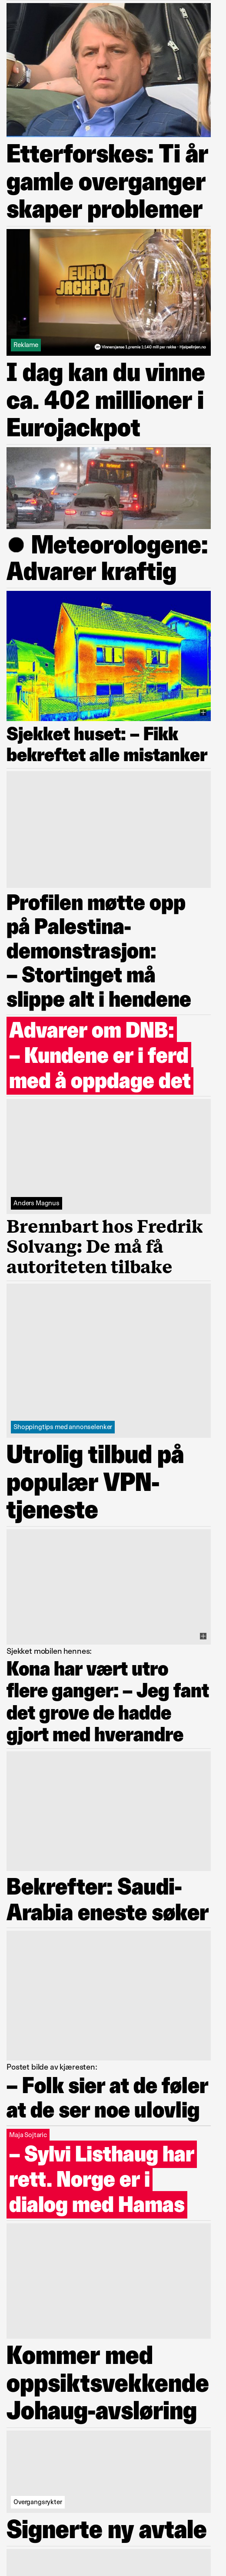 Etterforskes: Ti år
gamle overganger
skaper problemer
EURO
JACKPOT
Reklame
Vinnersjanse 1.premie 1:140 mill per rekke - Hjelpelinjen.no
I dag kan du vinne
ca. 402 millioner i
Eurojackpot
● Meteorologene:
Advarer kraftig
Sjekket huset: – Fikk
bekreftet alle mistanker
Profilen møtte opp
på Palestina-
demonstrasjon:
– Stortinget må
slippe alt i hendene
Advarer om DNB:
– Kundene er i ferd
med å oppdage det
Anders Magnus
Brennbart hos Fredrik
Solvang: De må få
autoriteten tilbake
Shoppingtips med annonselenker
Utrolig tilbud på
populær VPN-
tjeneste
Sjekket mobilen hennes:
Kona har vært utro
flere ganger: – Jeg fant
det grove de hadde
gjort med hverandre
Bekrefter: Saudi-
Arabia eneste søker
Postet bilde av kjæresten:
– Folk sier at de føler
at de ser noe ulovlig
Maja Sojtaric
– Sylvi Listhaug har
rett. Norge er i
dialog med Hamas
Kommer med
oppsiktsvekkende
Johaug-avsløring
Overgangsrykter
Signerte ny avtale